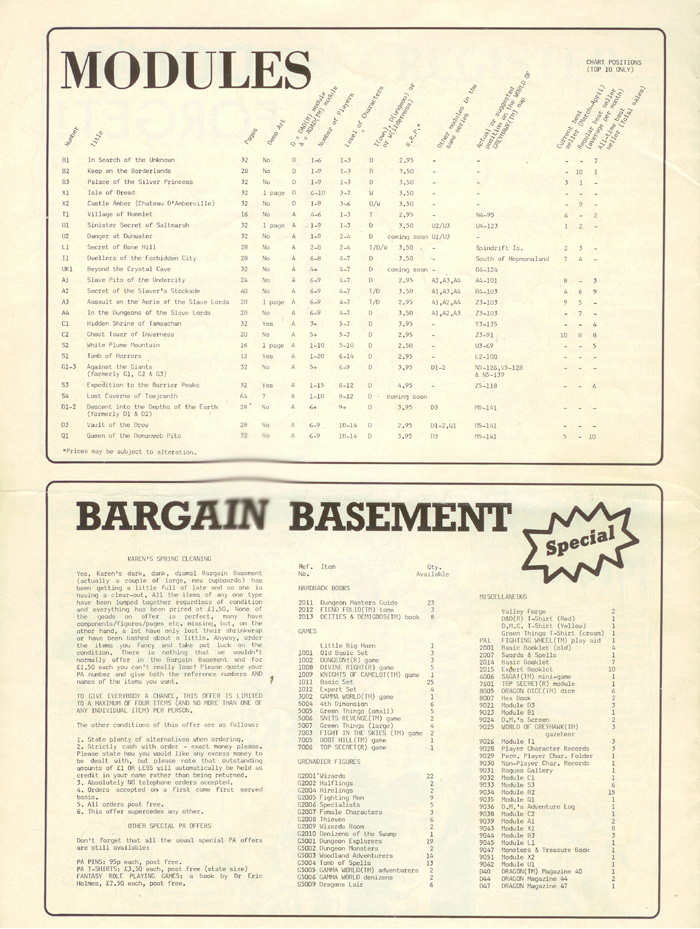 MODULES
CHART POSITIONS
(TOP 10 ONLY)
Number
Title
Pages
Demo Art
D = D&D(R) module
A = AD&D(TM) module
Number of Players
Level of Characters
T(own), D(ungeon) or
W(ilderness)
R.R.P.*
Other modules in the
same series
Actual or suggested
position on the WORLD OF
GREYHAWK(TM) map
Current best
seller (March-April)
Regular best seller
(average per month)
All-time best
seller (total sales)
B1 In Search of the Unknown 32 No D 1-6 1-3 D 2.95 - - - - 7
B2 Keep on the Borderlands 28 No D 1-9 1-3 D 3.50 - - - 10 1
B3 Palace of the Silver Princess 32 No D 1-9 1-3 D 3.50 - - 3 1 -
X1 Isle of Dread 32 1 page D 6-10 3-7 W 3.50 - - - - -
X2 Castle Amber (Chateau D'Amberville) 32 No D 1-9 3-6 D/W 3.50 - - - 9 -
T1 Village of Hommlet 16 No A 4-6 1-3 T 2.95 - N4-95 6 - 2
U1 Sinister Secret of Saltmarsh 32 1 page A 1-9 1-3 D 3.50 U2/U3 U4-123 1 2 -
U2 Danger at Dunwater 32 No A 1-9 2-4 D coming soon U1/U3 -
L1 Secret of Bone Hill 28 No A 2-8 2-4 T/D/W 3.50 - Spindrift Is. 2 3 -
I1 Dwellers of the Forbidden City 28 No A 6-8 4-7 D 3.50 - South of Hepmonaland 7 4 -
UK1 Beyond the Crystal Cave 32 No A 4+ 4-7 D coming soon - O4-124
A1 Slave Pits of the Undercity 24 No A 6-9 4-7 D 2.95 A2,A3,A4 A4-101 8 - 3
A2 Secret of the Slaver's Stockade 40 No A 6-9 4-7 T/D 3.50 A1,A3,A4 D4-103 4 6 9
A3 Assault on the Aerie of the Slave Lords 28 1 page A 6-9 4-7 T/D 3.50 A1,A2,A4 Z3-103 9 5 -
A4 In the Dungeons of the Slave Lords 28 No A 6-9 4-7 D 3.50 A1,A2,A3 Z3-103 - 7 -
C1 Hidden Shrine of Tamoachan 32 Yes A 3+ 5-7 D 3.95 - Y3-135 - - 4
C2 Ghost Tower of Inverness 20 No A 5+ 5-7 D 2.95 - Z3-91 10 8 8
S2 White Plume Mountain 16 1 page A 1-10 5-10 D 2.50 - U3-69 - - 5
S1 Tomb of Horrors 12 Yes A 1-20 6-14 D 2.95 - L2-100 - - -
G1-3 Against the Giants 32 No A 5+ 6-9 D 3.95 D1-2 N5-126,V5-128 - - -
(formerly G1, G2 & G3) & N5-139
S3 Expedition to the Barrier Peaks 32 Yes A 1-15 8-12 D 4.95 - Z5-118 - - 6
S4 Lost Caverns of Tsojcanth 64 ? A 1-10 9-12 D - coming soon
D1-2 Descent into the Depths of the Earth 28 No A 6+ 9+ D 3.95 D3 M5-141 - - -
(formerly D1 & D2)
D3 Vault of the Drow 28 No A 6-9 10-14 D 3.95 D1-2,Q1 M5-141 - - -
Q1 Queen of the Demonweb Pits No A 6-9 10-14 D 3.95 D3 M5-141 5 - 10
*Prices may be subject to alteration.
BARGAIN BASEMENT
Special
KAREN'S SPRING CLEANING
Yes, Karen's dark, dank, dismal Bargain Basement
(actually a couple of large, new cupboards) has
been getting a little full of late and so she is
having a clear-out. All the items of any one type
have been lumped together regardless of condition
and everything has been priced at £1.50. None of
the goods on offer is perfect, many have
components/figures/pages etc. missing, but, on the
other hand, a lot have only lost their shrinkwrap
or have been bashed about a little. Anyway, order
the items you fancy and take pot luck on the
condition. There is nothing that we wouldn't
normally offer in the Bargain Basement and for
£1.50 each you can't really lose! Please quote your
PA number and give both the reference numbers AND
names of the items you want.
TO GIVE EVERYBODY A CHANCE, THIS OFFER IS LIMITED
TO A MAXIMUM OF FOUR ITEMS (AND NO MORE THAN ONE OF
ANY INDIVIDUAL ITEM) PER PERSON.
The other conditions of this offer are as follows:
1. State plenty of alternatives when ordering.
2. Strictly cash with order - exact money please.
Please state how you would like any excess money to
be dealt with, but please note that outstanding
amounts of £1 OR LESS will automatically be held as
credit in your name rather than being returned.
3. Absolutely NO telephone orders accepted.
4. Orders accepted on a first come first served
basis.
5. All orders post free.
6. This offer supercedes any other.
OTHER SPECIAL PA OFFERS
Don't forget that all the usual special PA offers
are still available:
PA PINS: 95p each, post free.
PA T-SHIRTS: £3.50 each, post free (state size)
FANTASY ROLE PLAYING GAMES: a book by Dr Eric
Holmes, £7.50 each, post free.
Ref. Item Qty.
No. Available
HARDBACK BOOKS
2011 Dungeon Masters Guide 23
2012 FIEND FOLIO(TM) tome 3
2013 DEITIES & DEMIGODS(TM) book 8
GAMES
Little Big Horn 1
1001 Old Basic Set 3
1002 DUNGEON!(R) game 3
1008 DIVINE RIGHT(R) game 5
1009 KNIGHTS OF CAMELOT(TM) game 1
1011 Basic Set 25
1012 Expert Set 4
3002 GAMMA WORLD(TM) game 1
5004 4th Dimension 6
5005 Green Things (small) 5
5006 SNITS REVENGE(TM) game 2
5007 Green Things (large) 4
7003 FIGHT IN THE SKIES (TM) game 2
7005 BOOT HILL(TM) game 1
7006 TOP SECRET(R) game 1
GRENADIER FIGURES
G2001 Wizards 22
G2002 Halflings 2
G2004 Hirelings 2
G2005 Fighting Men 9
G2006 Specialists 5
G2007 Female Characters 3
G2008 Thieves 6
G2009 Wizards Room 2
G2010 Denizens of the Swamp 1
G5001 Dungeon Explorers 19
G5002 Dungeon Monsters 2
G5003 Woodland Adventurers 14
G5004 Tomb of Spells 13
G5005 GAMMA WORLD(TM) adventurers 2
G5006 GAMMA WORLD denizens 2
G5009 Dragons Lair 6
MISCELLANEOUS
Valley Forge 2
D&D(R) T-Shirt (Red) 1
D.M.C. T-Shirt (Yellow) 1
Green Things T-Shirt (cream) 1
PA1 FIGHTING WHEEL(TM) play aid 1
2001 Basic Booklet (old) 4
2007 Swords & Spells 1
2014 Basic Booklet 7
2015 Expert Booklet 10
4006 SAGA(TM) mini-game 1
7601 TOP SECRET(R) module 1
8005 DRAGON DICE(TM) dice 6
8007 Hex Book 2
9021 Module D3 2
9023 Module B1 1
9024 D.M.'s Screen 2
9025 WORLD OF GREYHAWK(TM) 3
gazeteer
9026 Module T1 1
9028 Player Character Records 3
9029 Perm. Player Char. Folder 1
9030 Non-Player Char. Records 1
9031 Rogues Gallery 1
9032 Module C1 1
9033 Module S3 6
9034 Module B2 15
9035 Module Q1 1
9036 D.M.'s Adventure Log 1
9038 Module C2 1
9039 Module A1 2
9043 Module X1 8
9044 Module B3 3
9045 Module L1 1
9047 Monsters & Treasure Book 1
9051 Module X2 1
9062 Module U1 1
D40 DRAGON(TM) Magazine 40 1
D44 DRAGON Magazine 44 2
D47 DRAGON Magazine 47 1